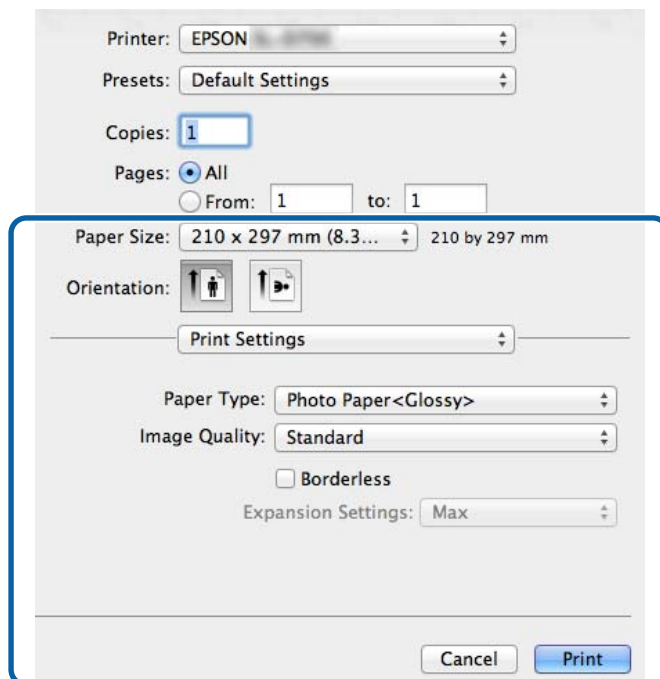 Printer: EPSON
Presets: Default Settings
Copies: 1
Pages: All
From: 1 to: 1
Paper Size: 210 x 297 mm (8.3... 210 by 297 mm
Orientation:
Print Settings
Paper Type: Photo Paper<Glossy>
Image Quality: Standard
Borderless
Expansion Settings: Max
Cancel Print